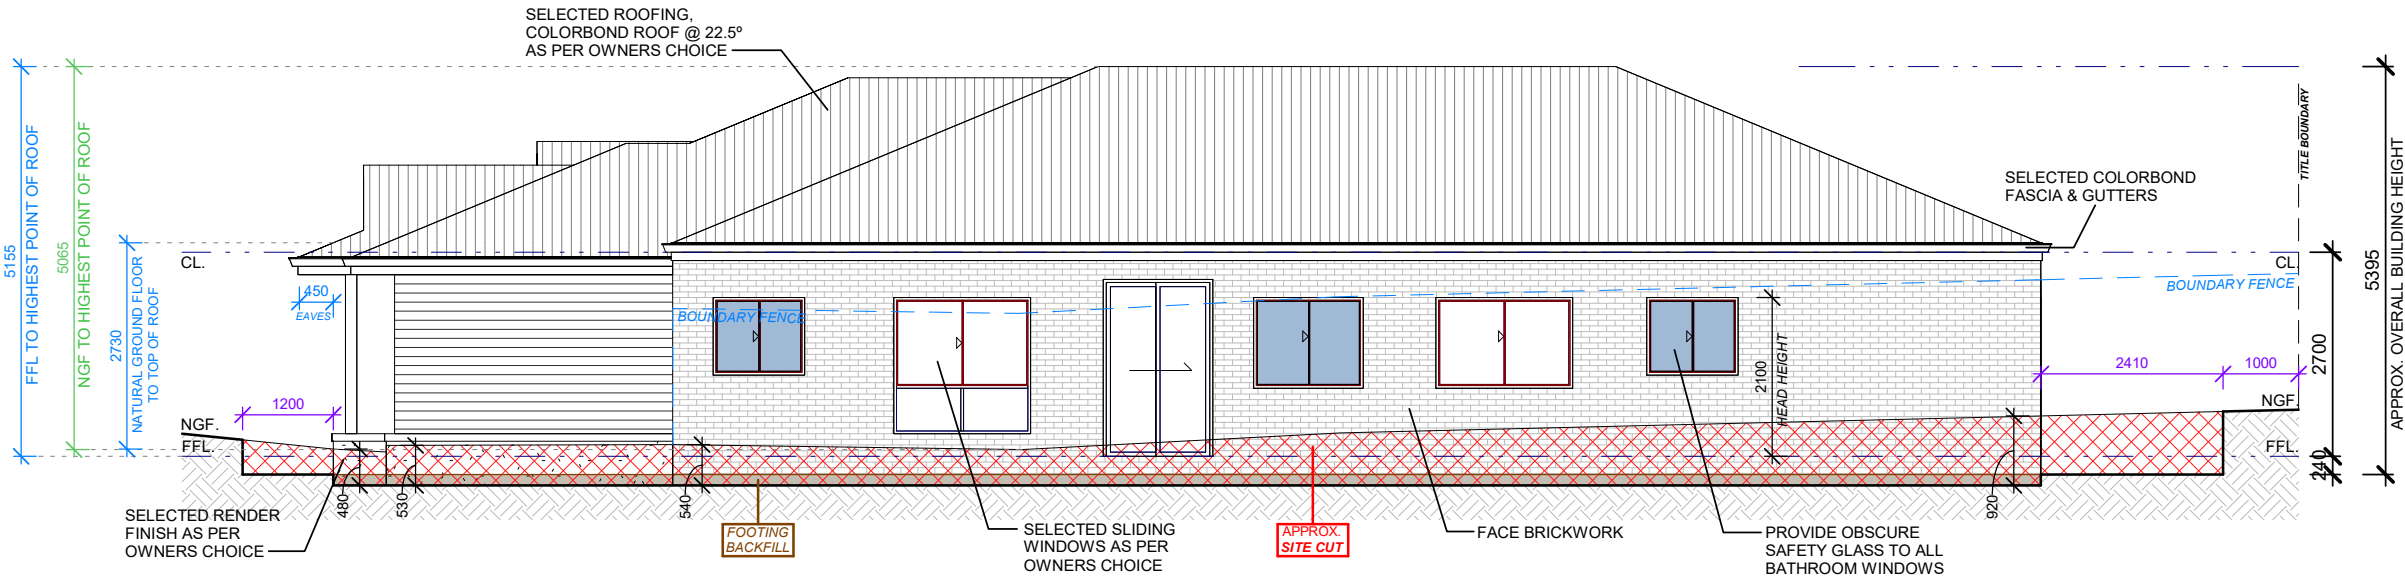 SELECTED ROOFING,
COLORBOND ROOF @ 22.5º
AS PER OWNERS CHOICE
5155
FFL TO HIGHEST POINT OF ROOF
5065
NGF TO HIGHEST POINT OF ROOF
2730
NATURAL GROUND FLOOR
TO TOP OF ROOF
CL.
450
EAVES
1200
NGF.
FFL.
SELECTED RENDER
FINISH AS PER
OWNERS CHOICE
480
530
540
BOUNDARY FENCE
FOOTING
BACKFILL
SELECTED SLIDING
WINDOWS AS PER
OWNERS CHOICE
APPROX.
SITE CUT
FACE BRICKWORK
PROVIDE OBSCURE
SAFETY GLASS TO ALL
BATHROOM WINDOWS
2100
HEAD HEIGHT
920
SELECTED COLORBOND
FASCIA & GUTTERS
TITLE BOUNDARY
CL.
BOUNDARY FENCE
2410
1000
NGF.
FFL.
2700
240
5395
APPROX. OVERALL BUILDING HEIGHT